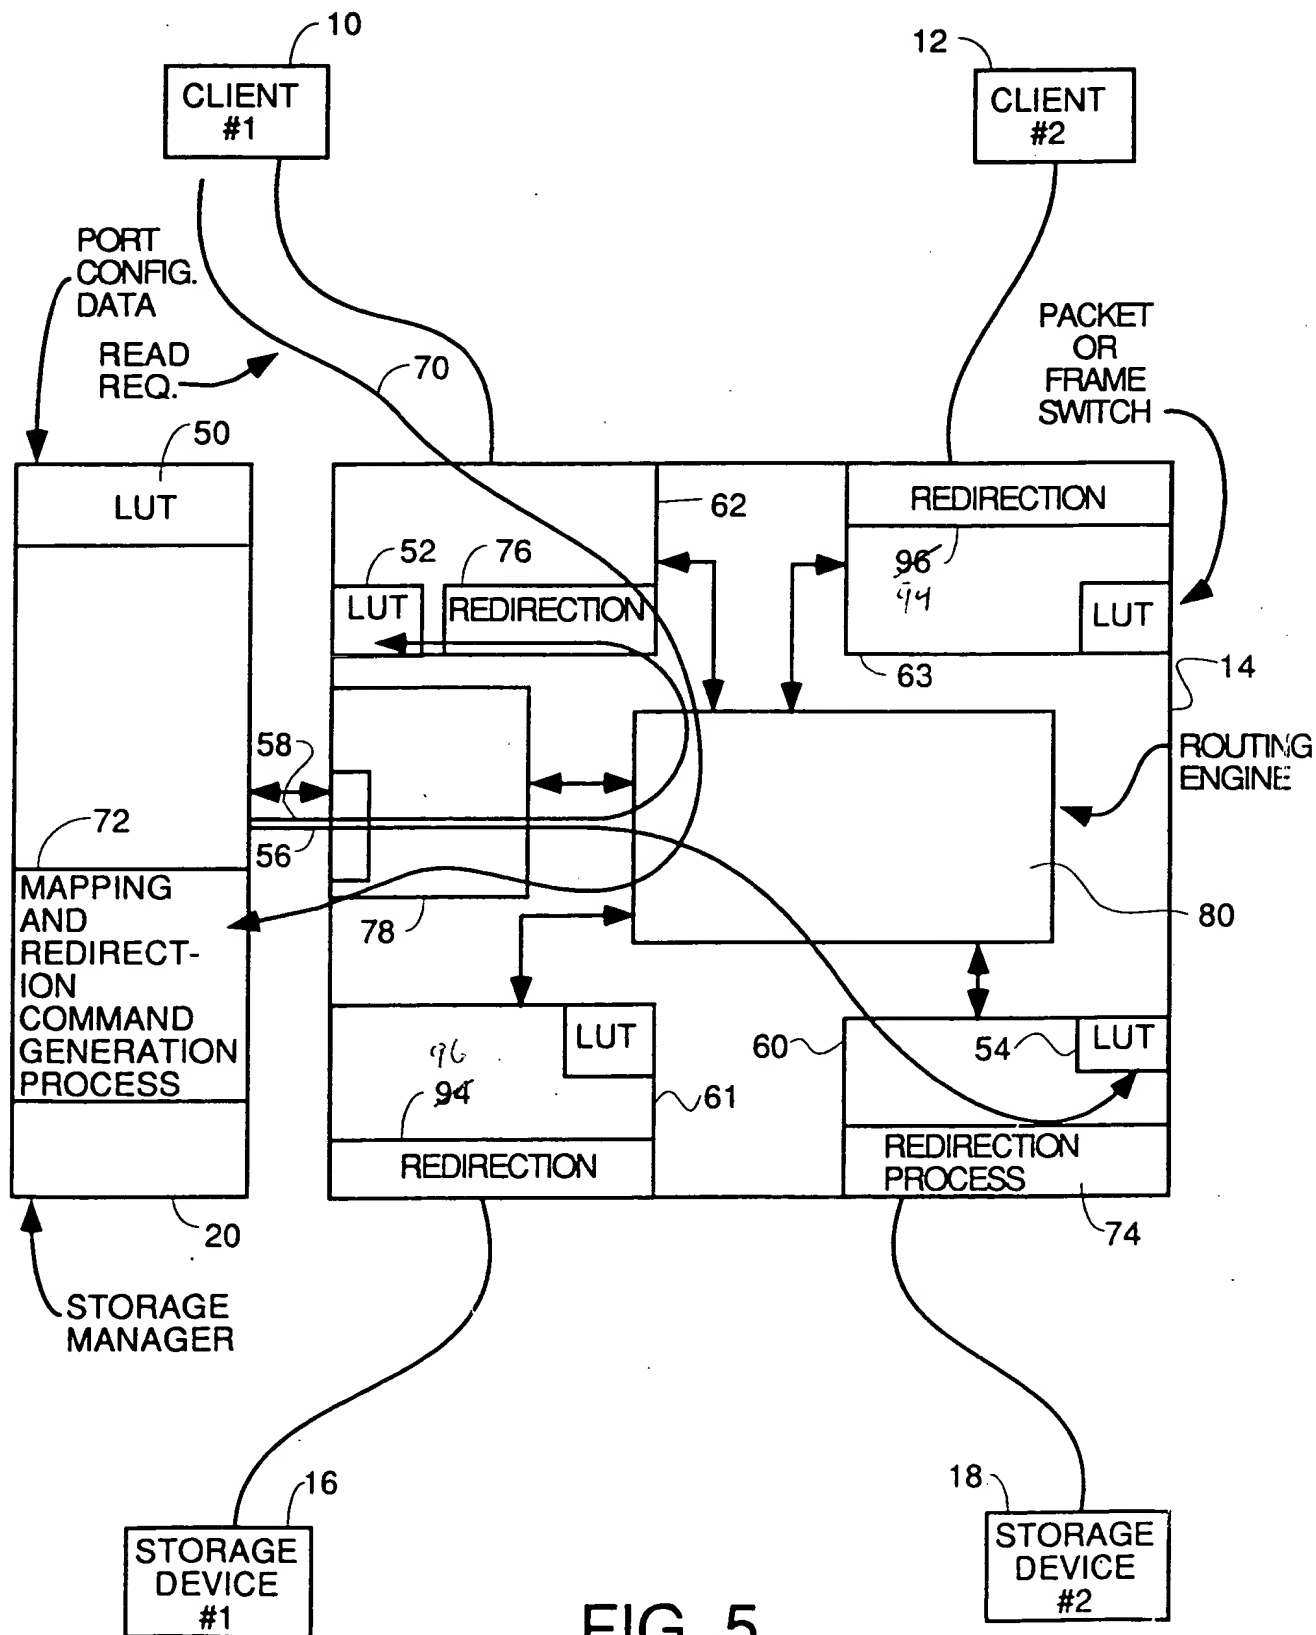 10
12
CLIENT
#1
CLIENT
#2
PORT
CONFIG.
DATA
READ
REQ.
70
PACKET
OR
FRAME
SWITCH
50
LUT
62
REDIRECTION
52
76
LUT
REDIRECTION
96
94
LUT
63
14
58
ROUTING
ENGINE
72
56
MAPPING
AND
REDIRECT-
ION
COMMAND
GENERATION
PROCESS
78
80
LUT
96
94
61
60
54
LUT
REDIRECTION
REDIRECTION
PROCESS
20
74
STORAGE
MANAGER
16
18
STORAGE
DEVICE
#1
STORAGE
DEVICE
#2
FIG. 5